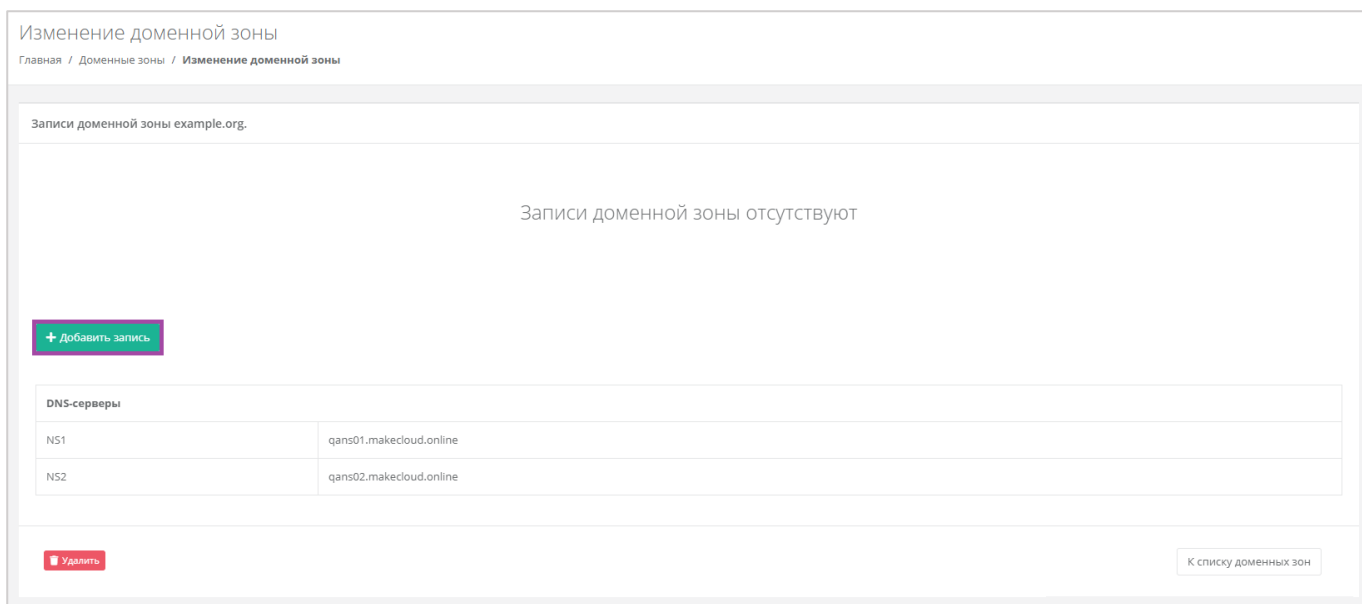 Изменение доменной зоны
Главная / Доменные зоны / Изменение доменной зоны
Записи доменной зоны example.org.
Записи доменной зоны отсутствуют
+ Добавить запись
DNS-серверы
NS1 qans01.makecloud.online
NS2 qans02.makecloud.online
Удалить К списку доменных зон